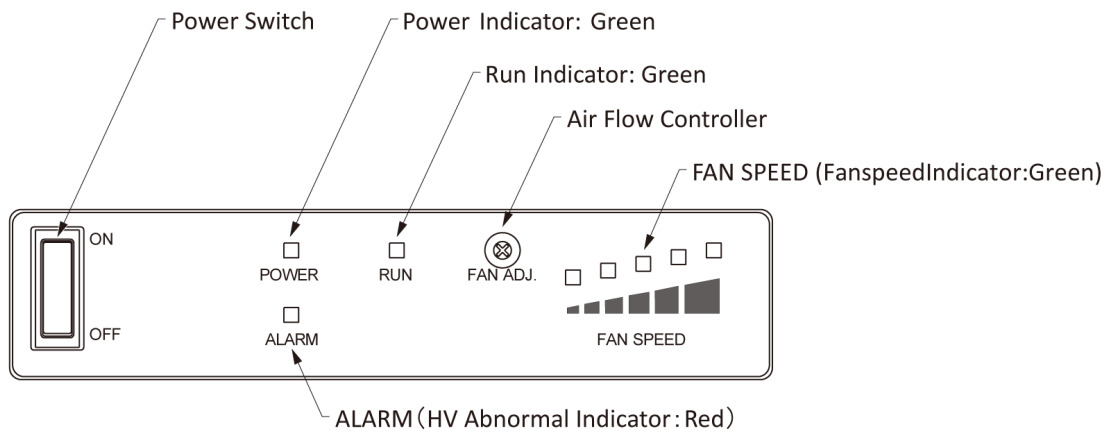 Power Switch
Power Indicator: Green
Run Indicator: Green
Air Flow Controller
FAN SPEED (FanspeedIndicator:Green)
ON
POWER
RUN
FAN ADJ.
OFF
ALARM
FAN SPEED
ALARM（HV Abnormal Indicator：Red）